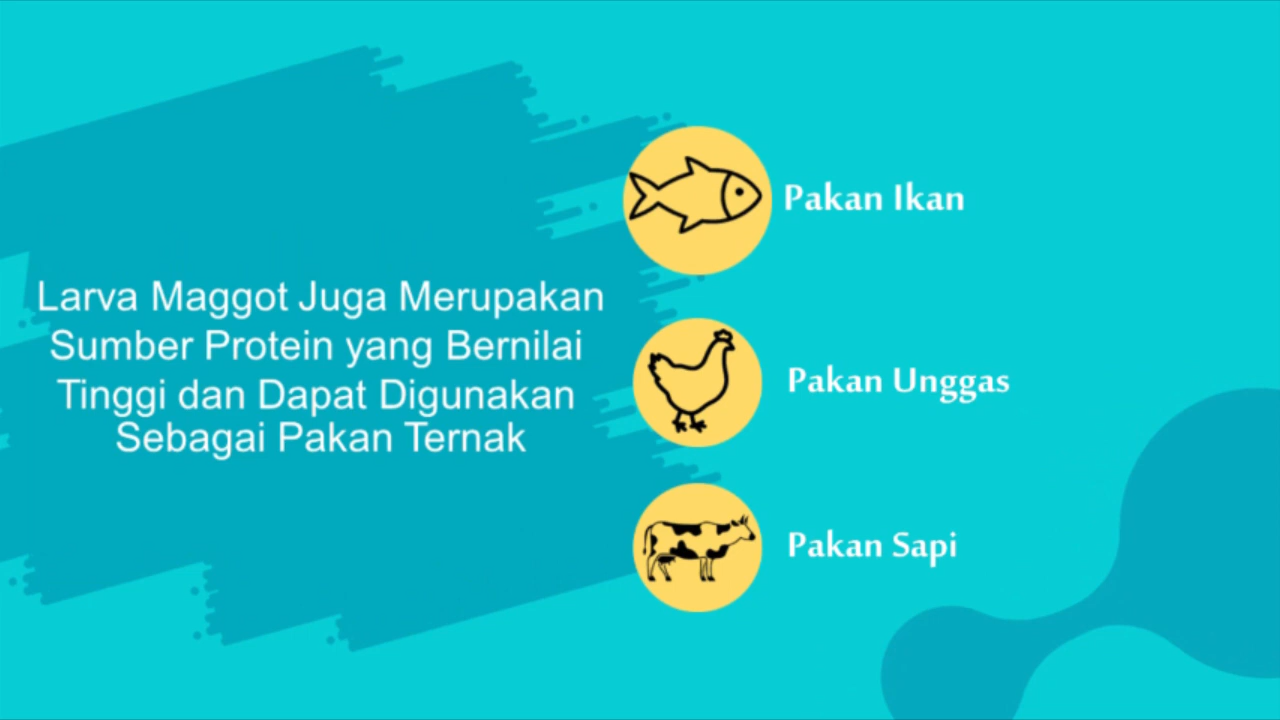 Larva Maggot Juga Merupakan
Sumber Protein yang Bernilai
Tinggi dan Dapat Digunakan
Sebagai Pakan Ternak
Pakan Ikan
Pakan Unggas
Pakan Sapi